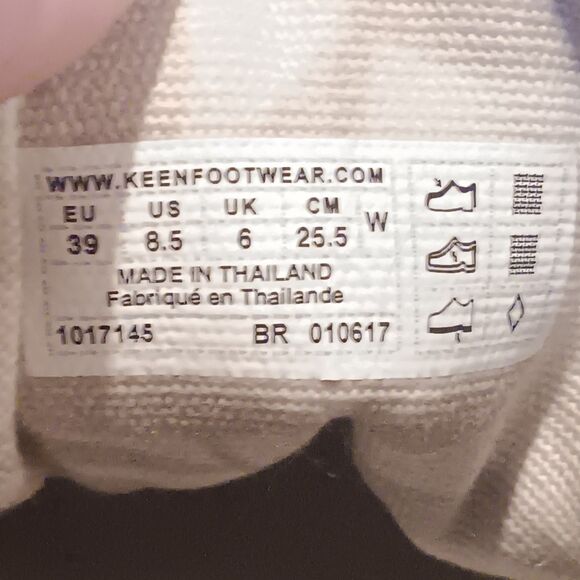 WWW.KEENFOOTWEAR.COM
EU US UK CM W
39 8.5 6 25.5
MADE IN THAILAND
Fabriqué en Thaïlande
1017145 BR 010617